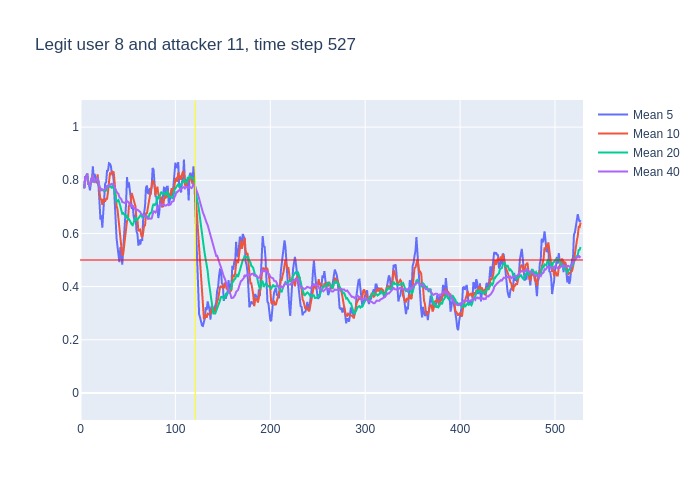 Legit user 8 and attacker 11, time step 527
Mean 5
Mean 10
Mean 20
Mean 40
1
0.8
0.6
0.4
0.2
0
0 100 200 300 400 500